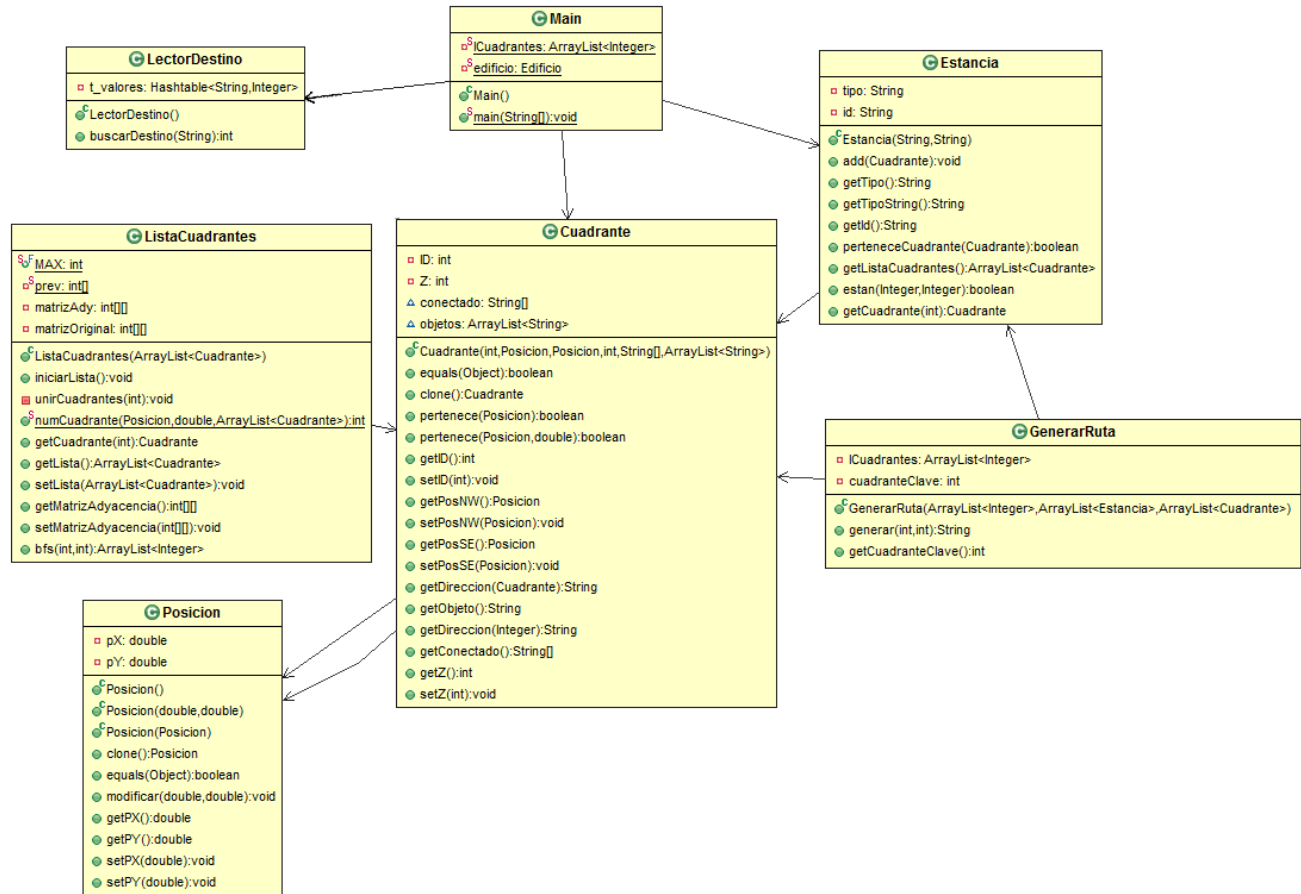 Main
lCuadrantes: ArrayList<Integer>
edificio: Edificio
Main()
main(String[]):void
LectorDestino
t_valores: Hashtable<String,Integer>
LectorDestino()
buscarDestino(String):int
Estancia
tipo: String
id: String
Estancia(String,String)
add(Cuadrante):void
getTipo():String
getTipoString():String
getId():String
perteneceCuadrante(Cuadrante):boolean
getListaCuadrantes():ArrayList<Cuadrante>
estan(Integer,Integer):boolean
getCuadrante(int):Cuadrante
ListaCuadrantes
MAX: int
prev: int[]
matrizAdy: int[][]
matrizOriginal: int[][]
ListaCuadrantes(ArrayList<Cuadrante>)
iniciarLista():void
unirCuadrantes(int):void
numCuadrante(Posicion,double,ArrayList<Cuadrante>):int
getCuadrante(int):Cuadrante
getLista():ArrayList<Cuadrante>
setLista(ArrayList<Cuadrante>):void
getMatrizAdyacencia():int[][]
setMatrizAdyacencia(int[][]):void
bfs(int,int):ArrayList<Integer>
Cuadrante
ID: int
Z: int
conectado: String[]
objetos: ArrayList<String>
Cuadrante(int,Posicion,Posicion,int,String[],ArrayList<String>)
equals(Object):boolean
clone():Cuadrante
pertenece(Posicion):boolean
pertenece(Posicion,double):boolean
getID():int
setID(int):void
getPosNW():Posicion
setPosNW(Posicion):void
getPosSE():Posicion
setPosSE(Posicion):void
getDireccion(Cuadrante):String
getObjeto():String
getDireccion(Integer):String
getConectado():String[]
getZ():int
setZ(int):void
GenerarRuta
lCuadrantes: ArrayList<Integer>
cuadranteClave: int
GenerarRuta(ArrayList<Integer>,ArrayList<Estancia>,ArrayList<Cuadrante>)
generar(int,int):String
getCuadranteClave():int
Posicion
pX: double
pY: double
Posicion()
Posicion(double,double)
Posicion(Posicion)
clone():Posicion
equals(Object):boolean
modificar(double,double):void
getPX():double
getPY():double
setPX(double):void
setPY(double):void